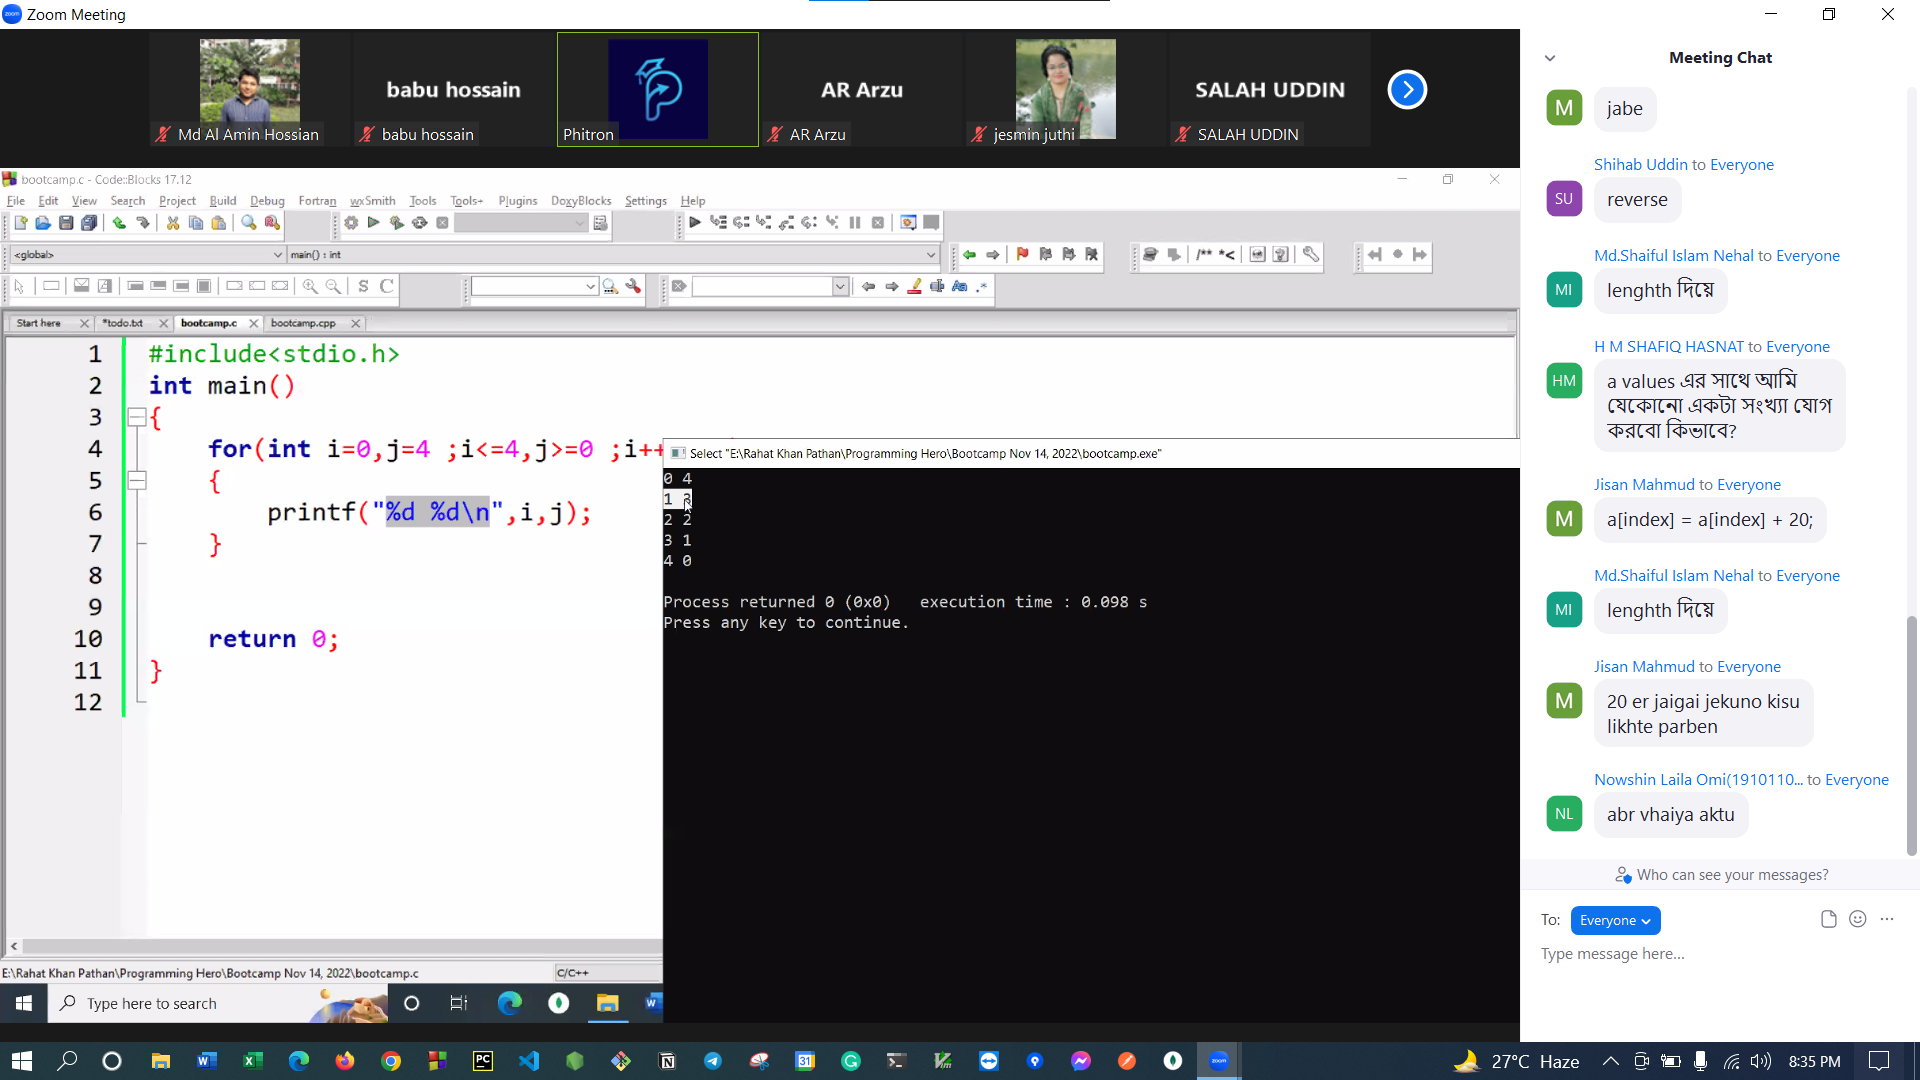 Zoom Meeting
babu hossain
AR Arzu
SALAH UDDIN
Md Al Amin Hossian
babu hossain
Phitron
AR Arzu
jesmin juthi
SALAH UDDIN
bootcamp.c - Code::Blocks 17.12
File Edit View Search Project Build Debug Fortran wxSmith Tools Tools+ Plugins DoxyBlocks Settings Help
<global>
main() : int
Start here
*todo.txt
bootcamp.c
bootcamp.cpp
1 #include<stdio.h>
2 int main()
3 {
4 for(int i=0,j=4 ;i<=4,j>=0 ;i++
5 {
6 printf("%d %d\n",i,j);
7 }
8
9
10 return 0;
11 }
12
Select "E:\Rahat Khan Pathan\Programming Hero\Bootcamp Nov 14, 2022\bootcamp.exe"
0 4
1 3
2 2
3 1
4 0
Process returned 0 (0x0) execution time : 0.098 s
Press any key to continue.
E:\Rahat Khan Pathan\Programming Hero\Bootcamp Nov 14, 2022\bootcamp.c
C/C++
Type here to search
Meeting Chat
M
jabe
Shihab Uddin to Everyone
SU
reverse
Md.Shaiful Islam Nehal to Everyone
MI
lenghth দিয়ে
H M SHAFIQ HASNAT to Everyone
HM
a values এর সাথে আমি
যেকোনো একটা সংখ্যা যোগ
করবো কিভাবে?
Jisan Mahmud to Everyone
M
a[index] = a[index] + 20;
Md.Shaiful Islam Nehal to Everyone
MI
lenghth দিয়ে
Jisan Mahmud to Everyone
M
20 er jaigai jekuno kisu
likhte parben
Nowshin Laila Omi(1910110... to Everyone
NL
abr vhaiya aktu
Who can see your messages?
To: Everyone
Type message here...
27°C Haze
8:35 PM